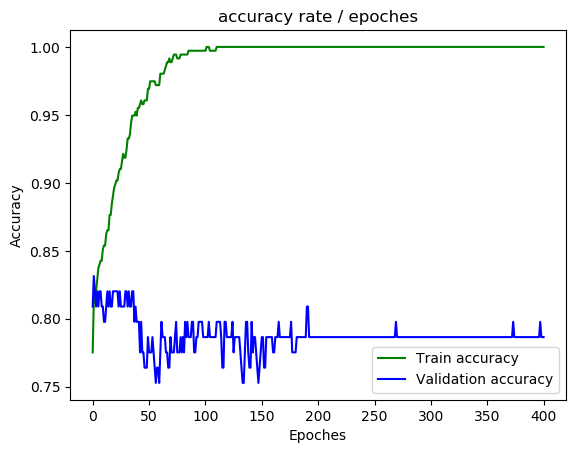 accuracy rate / epoches
Accuracy
1.00
0.95
0.90
0.85
0.80
0.75
0 50 100 150 200 250 300 350 400
Epoches
Train accuracy
Validation accuracy